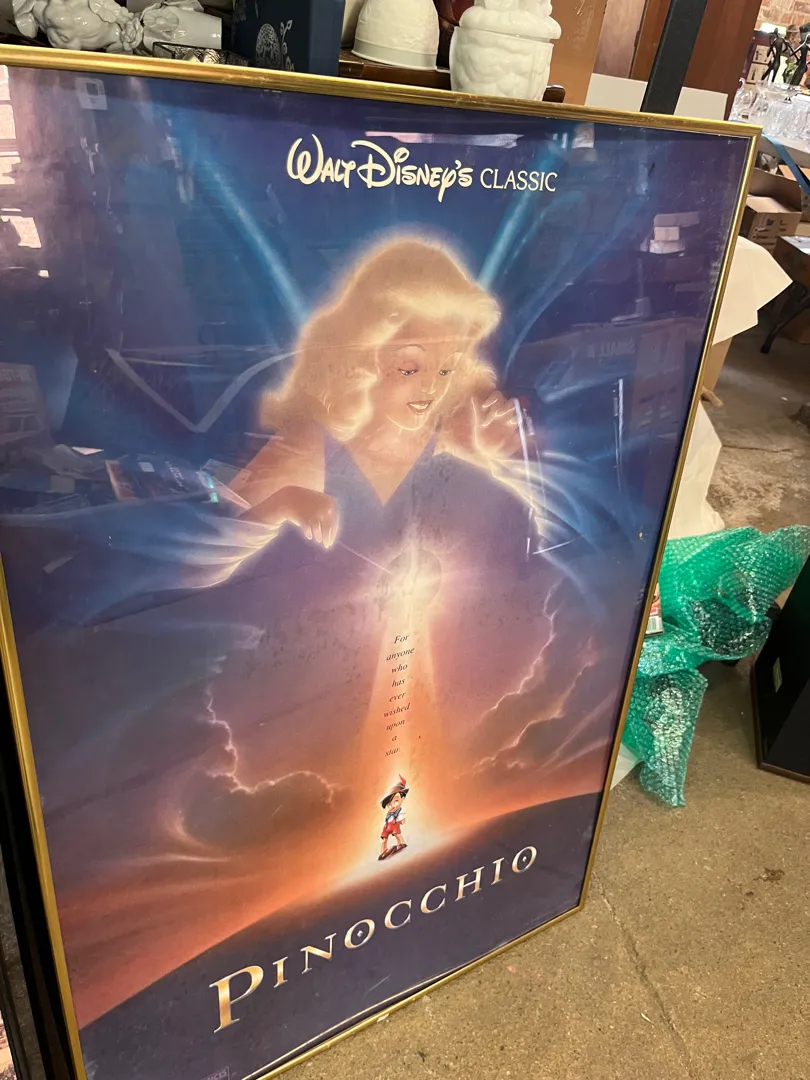 WALT DISNEY'S CLASSIC
For
anyone
who
has
ever
wished
upon
a
star.
PINOCCHIO